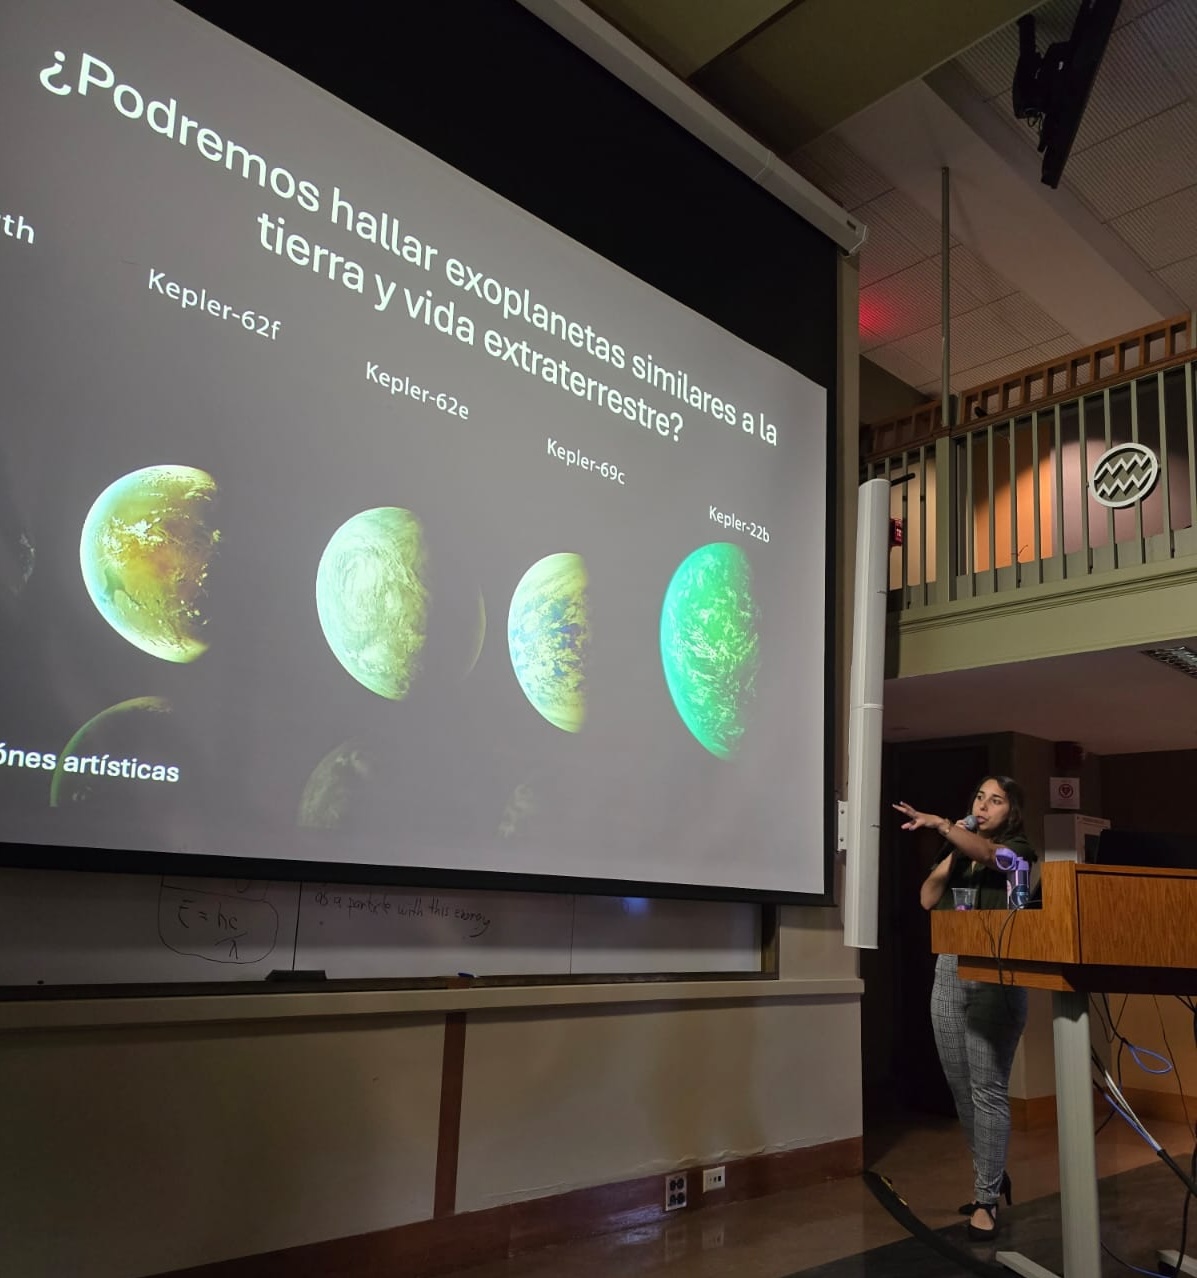 ¿Podremos hallar exoplanetas similares a la
tierra y vida extraterrestre?
th
Kepler-62f
Kepler-62e
Kepler-69c
Kepler-22b
ónes artísticas
E = hc
λ
as a particle with this energy